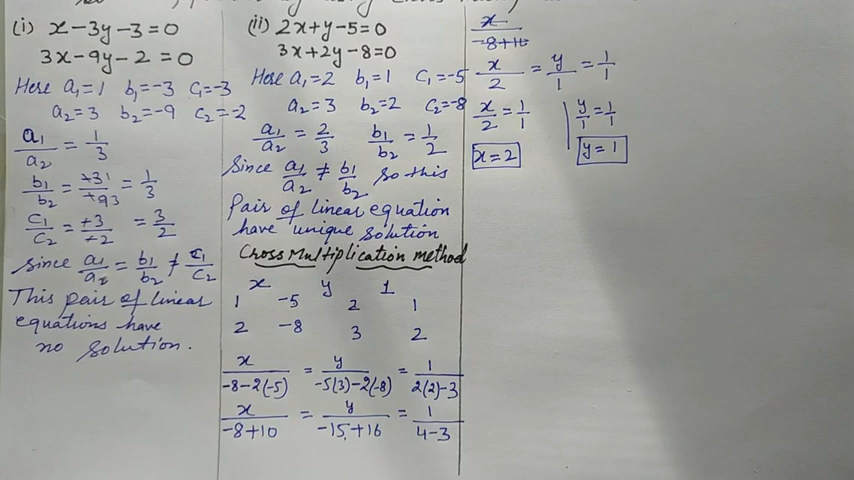 (i) x - 3y - 3 = 0
3x - 9y - 2 = 0
Here a₁=1 b₁=-3 c₁=-3
a₂=3 b₂=-9 c₂=-2
a₁/a₂ = 1/3
b₁/b₂ = +3/+9 3 = 1/3
c₁/c₂ = +3/+2 = 3/2
since a₁/a₂ = b₁/b₂ ≠ c₁/c₂
This pair of linear
equations have
no solution.
(ii) 2x+y-5=0
3x+2y-8=0
Here a₁=2 b₁=1 c₁=-5
a₂=3 b₂=2 c₂=-8
a₁/a₂ = 2/3 b₁/b₂ = 1/2
Since a₁/a₂ ≠ b₁/b₂ so this
Pair of linear equation
have unique solution
Cross Multiplication method
x y 1
1 -5 2 1
2 -8 3 2
x/-8-2(-5) = y/-5(3)-2(-8) = 1/2(2)-3
x/-8+10 = y/-15+16 = 1/4-3
x/-8+10
x/2 = y/1 = 1/1
x/2 = 1/1 y/1 = 1/1
x=2 y=1